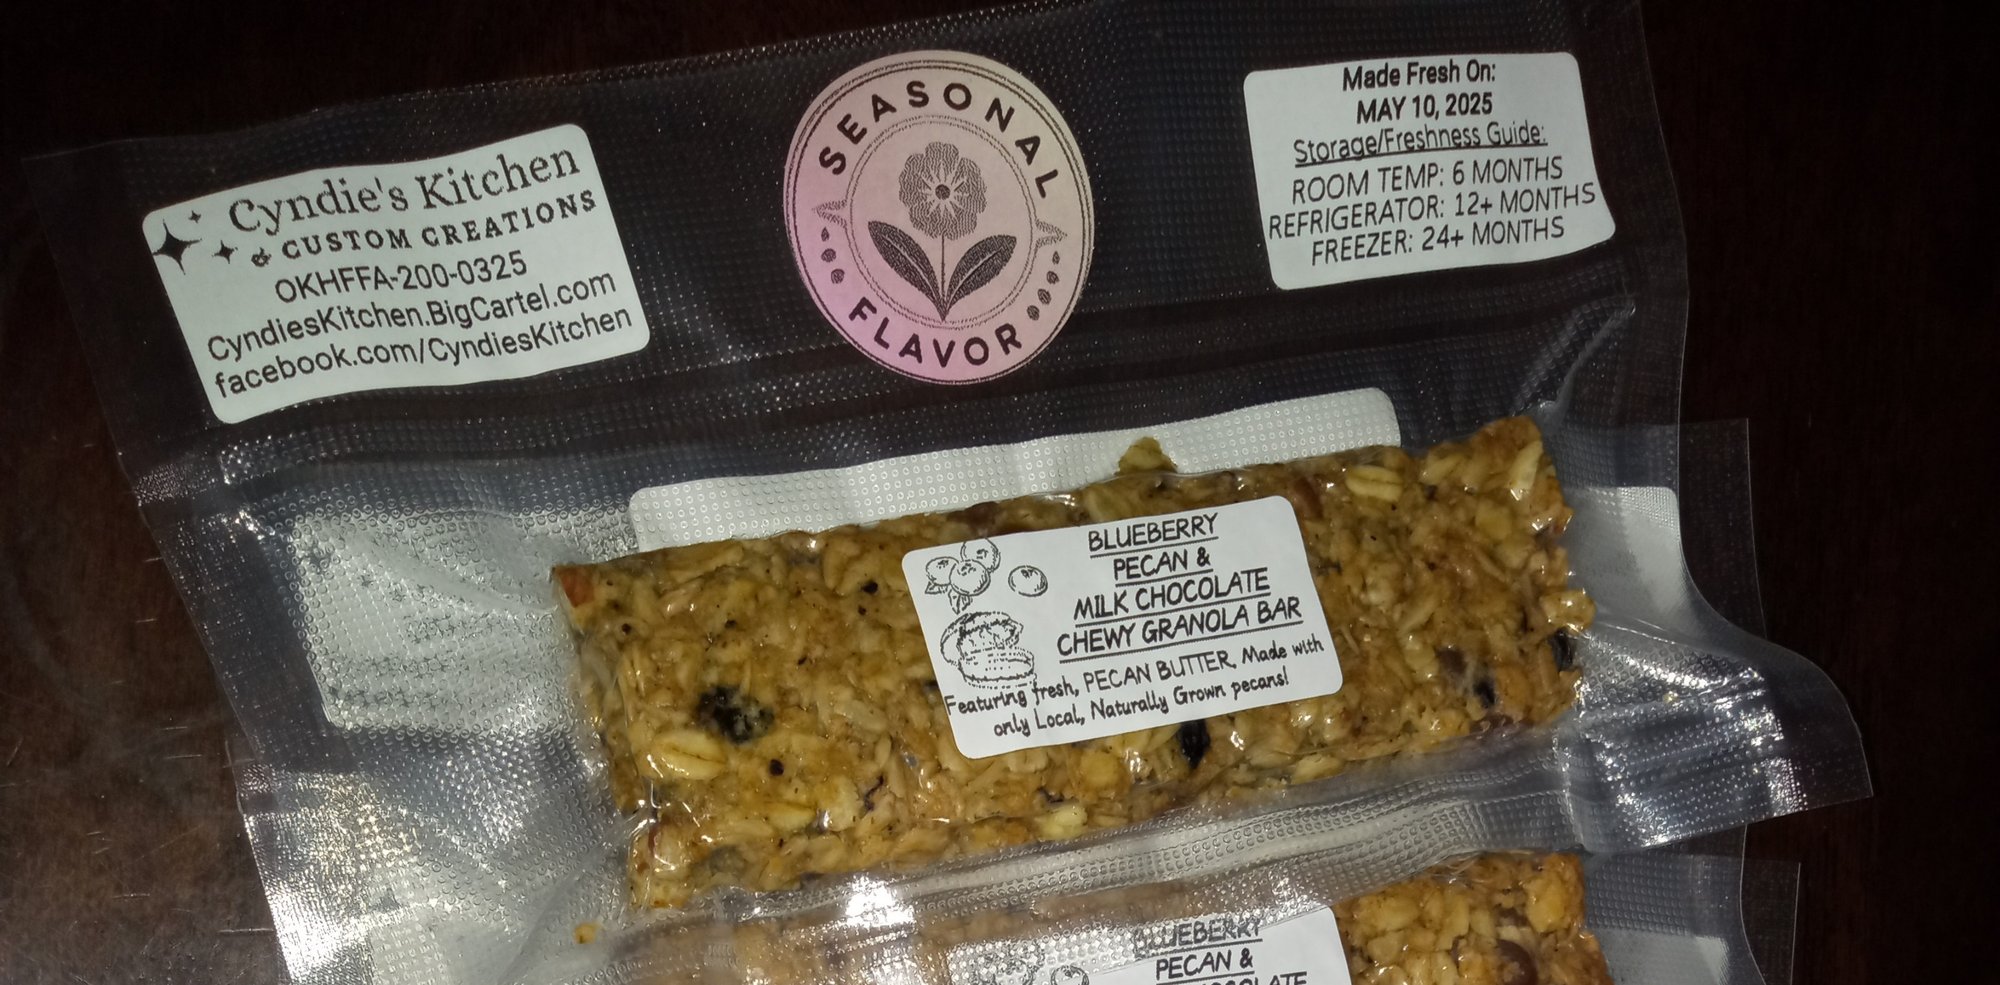 Cyndie's Kitchen
& CUSTOM CREATIONS
OKHFFA-200-0325
CyndiesKitchen.BigCartel.com
facebook.com/CyndiesKitchen
SEASONAL
FLAVOR
Made Fresh On:
MAY 10, 2025
Storage/Freshness Guide:
ROOM TEMP: 6 MONTHS
REFRIGERATOR: 12+ MONTHS
FREEZER: 24+ MONTHS
BLUEBERRY
PECAN &
MILK CHOCOLATE
CHEWY GRANOLA BAR
Featuring fresh, PECAN BUTTER, Made with
only Local, Naturally Grown pecans!
BLUEBERRY
PECAN &
CHOCOLATE